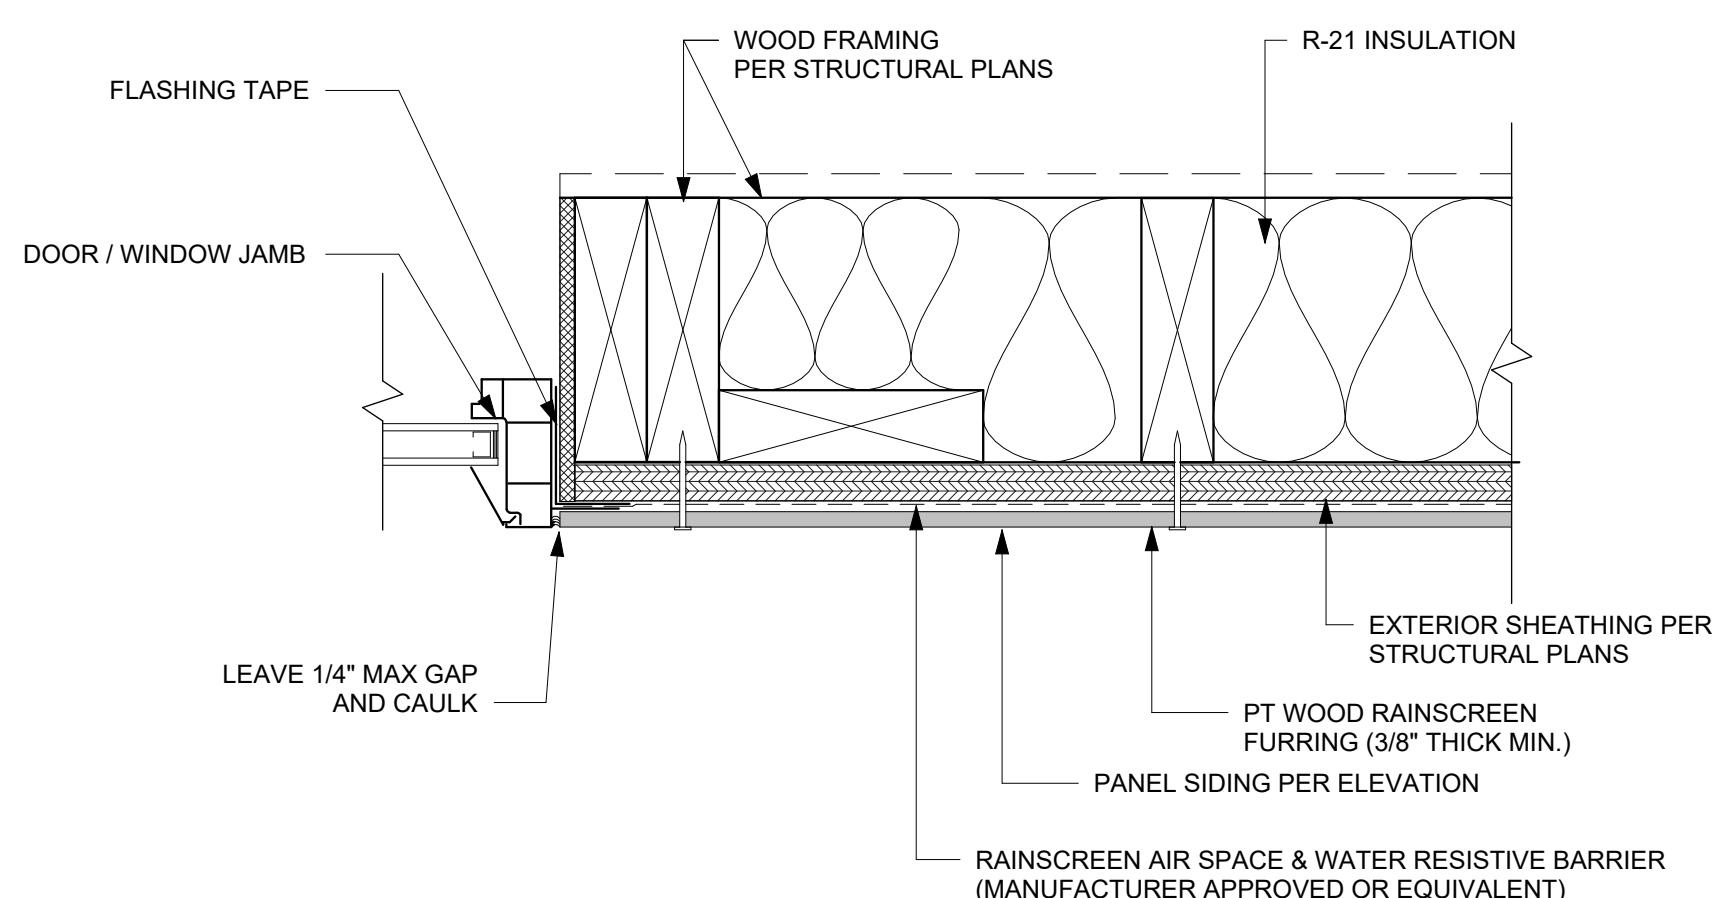 WOOD FRAMING
PER STRUCTURAL PLANS
R-21 INSULATION
FLASHING TAPE
DOOR / WINDOW JAMB
EXTERIOR SHEATHING PER
STRUCTURAL PLANS
LEAVE 1/4" MAX GAP
AND CAULK
PT WOOD RAINSCREEN
FURRING (3/8" THICK MIN.)
PANEL SIDING PER ELEVATION
RAINSCREEN AIR SPACE & WATER RESISTIVE BARRIER
(MANUFACTURER APPROVED OR EQUIVALENT)